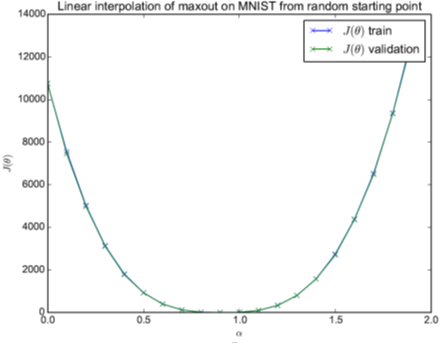 Linear interpolation of maxout on MNIST from random starting point
14000
12000
10000
8000
6000
4000
2000
0
J(θ)
J(θ) train
J(θ) validation
0.0 0.5 1.0 1.5 2.0
α